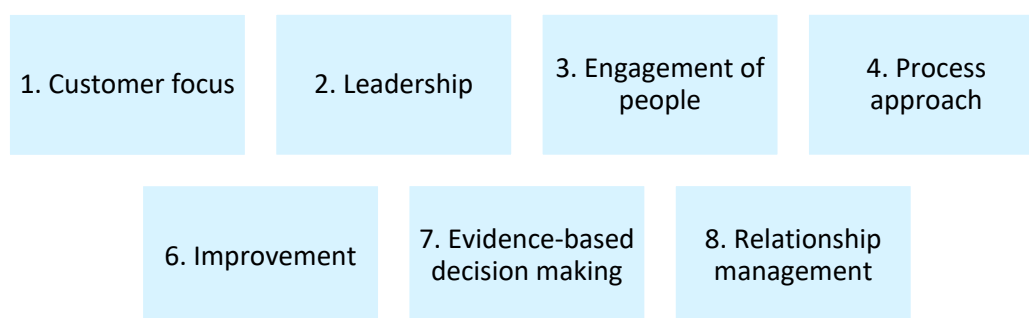 1. Customer focus
2. Leadership
3. Engagement of
people
4. Process
approach
6. Improvement
7. Evidence-based
decision making
8. Relationship
management